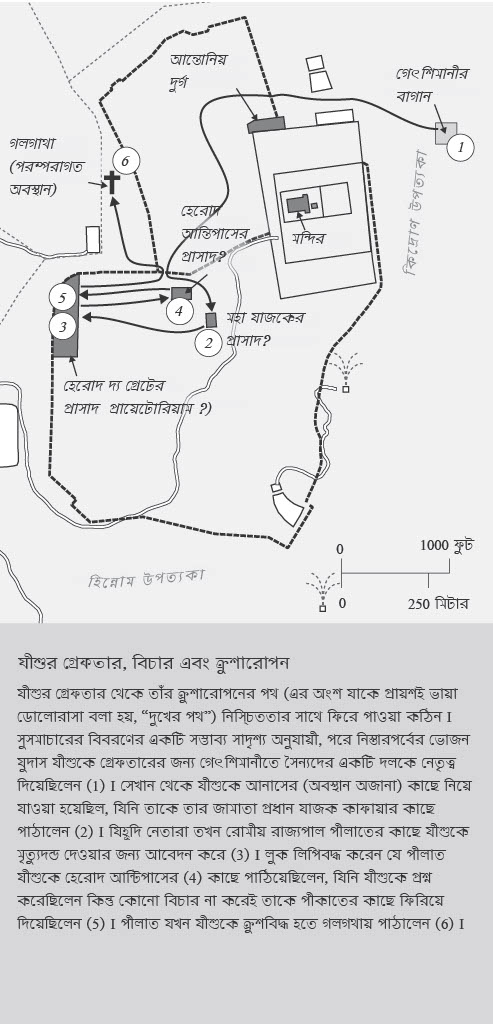 আন্তোনিয়
দুর্গ
গেৎশিমানীর
বাগান
1
কিদ্রোণ উপত্যকা
গলগাথা
(পরম্পরাগত
অবস্থান)
6
হেরোদ
আন্তিপাসের
প্রাসাদ?
মন্দির
5
4
3
মহা যাজকের
প্রাসাদ?
2
হেরোদ দ্য গ্রেটের
প্রাসাদ প্রায়েটোরিয়াম ?)
হিন্নোম উপত্যকা
0 1000 ফুট
0 250 মিটার
যীশুর গ্রেফতার, বিচার এবং ক্রুশারোপন
যীশুর গ্রেফতার থেকে তাঁর ক্রুশারোপনের পথ (এর অংশ যাকে প্রায়শই ভায়া
ডোলোরাসা বলা হয়, “দুখের পথ”) নিস্চিততার সাথে ফিরে পাওয়া কঠিন I
সুসমাচারের বিবরণের একটি সম্ভাব্য সাদৃশ্য অনুযায়ী, পরে নিস্তারপর্বের ভোজন
যুদাস যীশুকে গ্রেফতারের জন্য গেৎশিমানীতে সৈন্যদের একটি দলকে নেতৃত্ব
দিয়েছিলেন (1) I সেখান থেকে যীশুকে আনাসের (অবস্থান অজানা) কাছে নিয়ে
যাওয়া হয়েছিল, যিনি তাকে তার জামাতা প্রধান যাজক কাফায়ার কাছে
পাঠালেন (2) I যিহুদি নেতারা তখন রোমীয় রাজ্যপাল পীলাতের কাছে যীশুকে
মৃত্যুদন্ড দেওয়ার জন্য আবেদন করে (3) I লুক লিপিবদ্ধ করেন যে পীলাত
যীশুকে হেরোদ আন্টিপাসের (4) কাছে পাঠিয়েছিলেন, যিনি যীশুকে প্রশ্ন
করেছিলেন কিন্তু কোনো বিচার না করেই তাকে পীকাতের কাছে ফিরিয়ে
দিয়েছিলেন (5) I পীলাত যখন যীশুকে ক্রুশবিদ্ধ হতে গলগথায় পাঠালেন (6) I